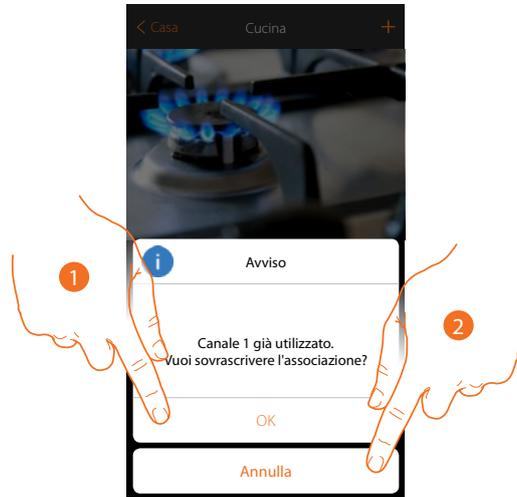 Casa
Cucina
+
i
Avviso
1
2
Canale 1 già utilizzato.
Vuoi sovrascrivere l'associazione?
OK
Annulla